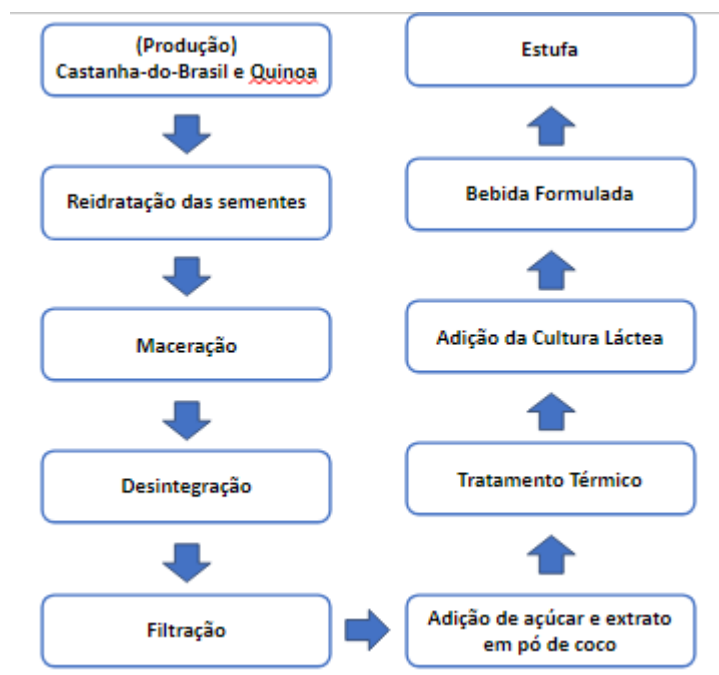 (Produção)
Castanha-do-Brasil e Quinoa
Reidratação das sementes
Maceração
Desintegração
Filtração
Adição de açúcar e extrato
em pó de coco
Tratamento Térmico
Adição da Cultura Láctea
Bebida Formulada
Estufa